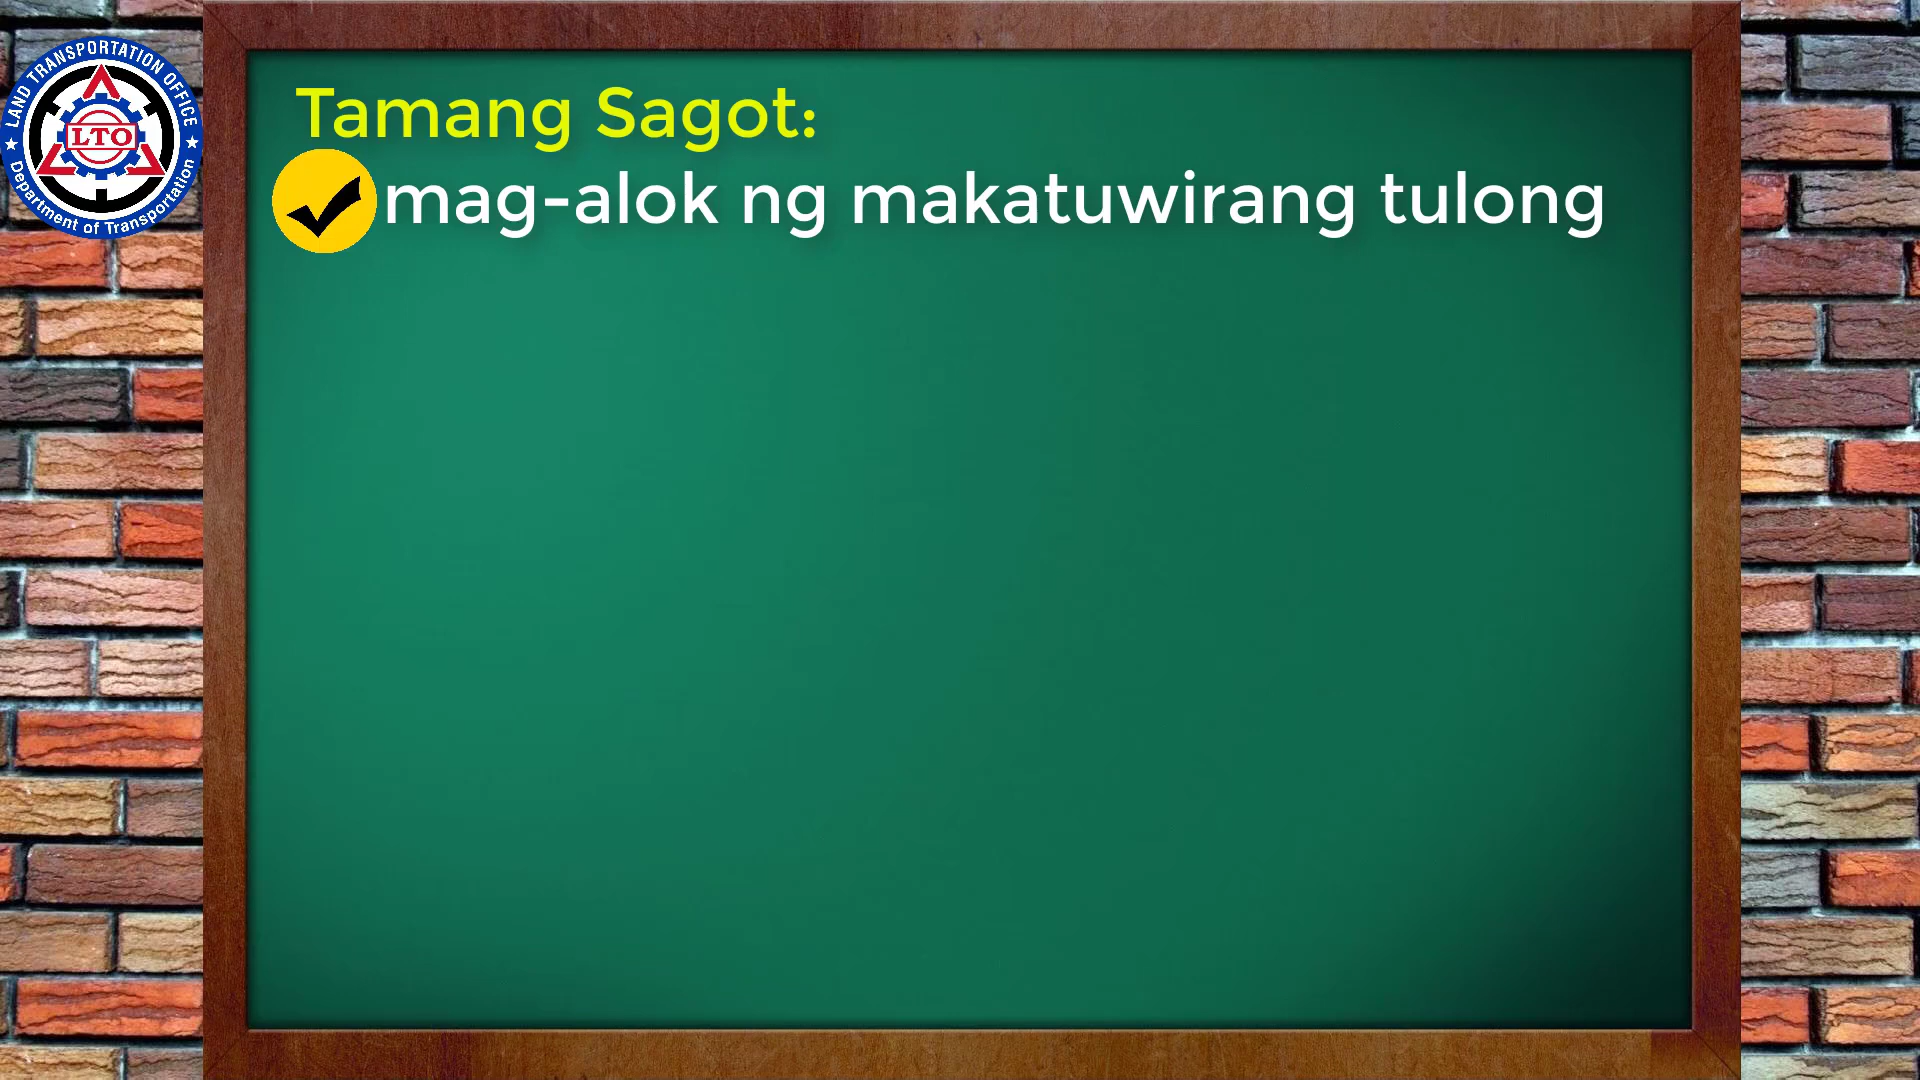 LAND TRANSPORTATION OFFICE
LTO
Department of Transportation
Tamang Sagot:
mag-alok ng makatuwirang tulong